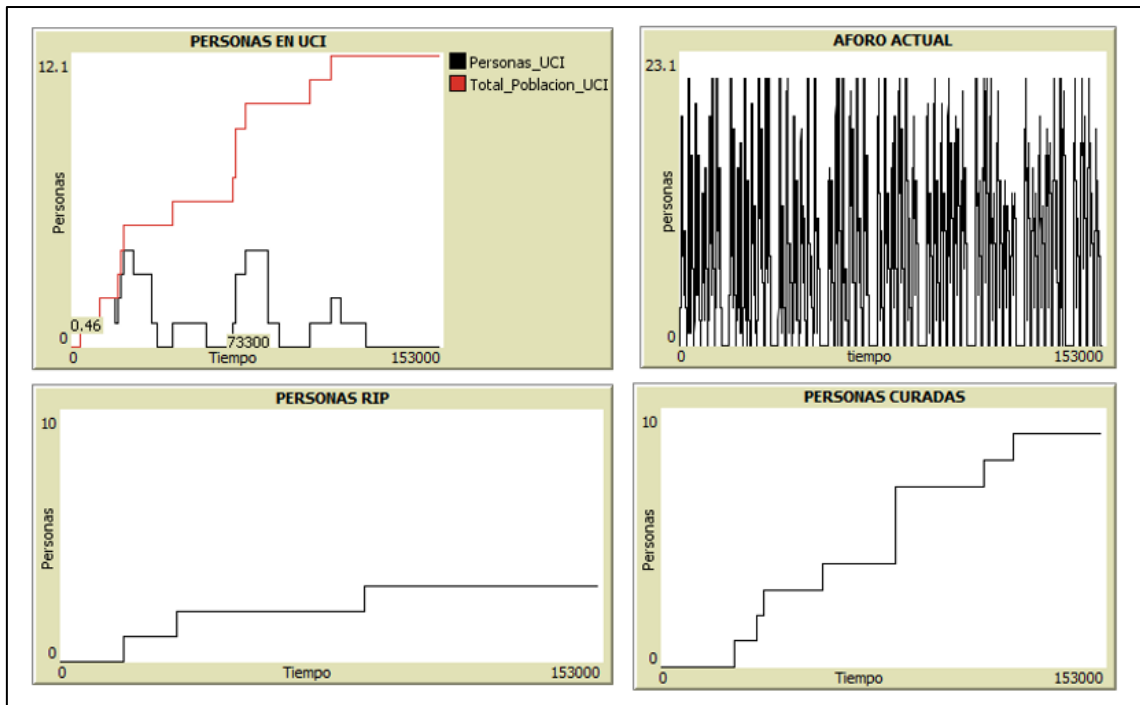 PERSONAS EN UCI
12.1
Personas
0
0.46
73300
0
Tiempo
153000
Personas_UCI
Total_Poblacion_UCI
AFORO ACTUAL
23.1
personas
0
0
tiempo
153000
PERSONAS RIP
10
Personas
0
0
Tiempo
153000
PERSONAS CURADAS
10
Personas
0
0
Tiempo
153000